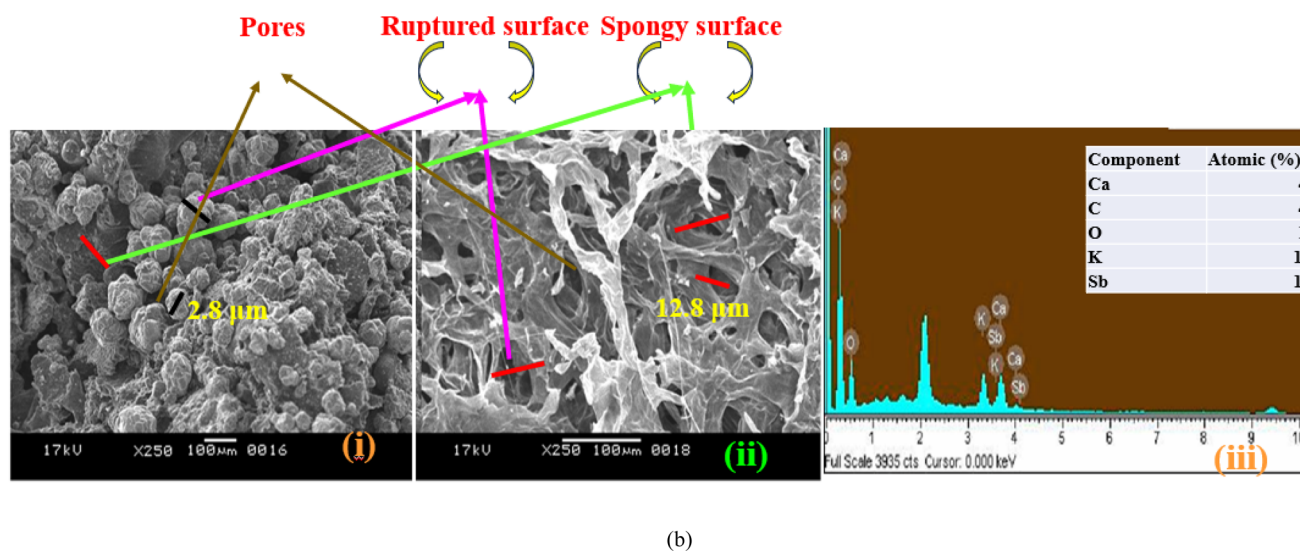 Pores
Ruptured surface Spongy surface
2.8 μm
17kV X250 100μm 0016
(i)
12.8 μm
17kV X250 100μm 0018
(ii)
Component Atomic (%)
Ca
C
O
K
Sb
Ca
C
K
O
K
Ca
Sb
K
Ca
Sb
0 1 2 3 4 5 6 7 8 9
Full Scale 3935 cts Cursor: 0.000 keV
(iii)
(b)